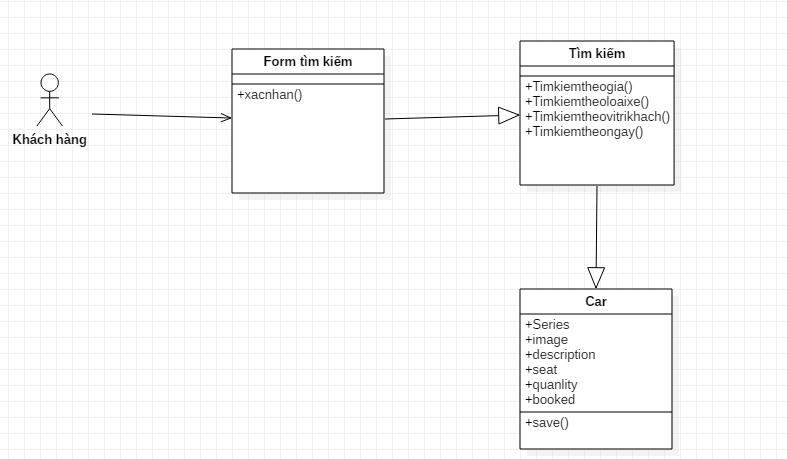 Khách hàng
Form tìm kiếm
+xacnhan()
Tìm kiếm
+Timkiemtheogia()
+Timkiemtheoloaixe()
+Timkiemtheovitrikhach()
+Timkiemtheongay()
Car
+Series
+image
+description
+seat
+quanlity
+booked
+save()